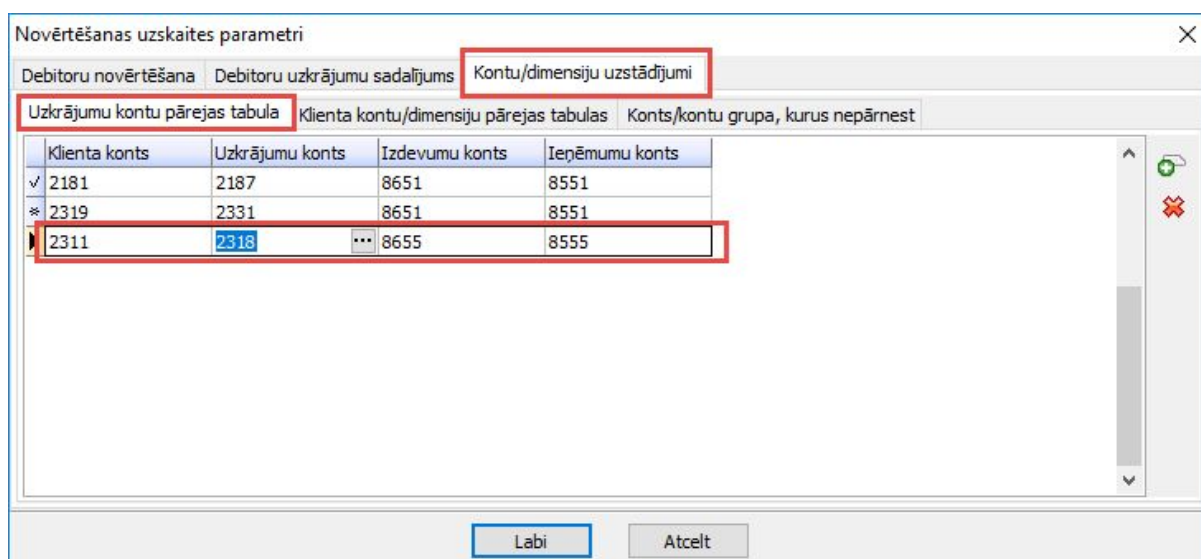 Novērtēšanas uzskaites parametri
Debitoru novērtēšana Debitoru uzkrājumu sadalījums Kontu/dimensiju uzstādījumi
Uzkrājumu kontu pārejas tabula Klienta kontu/dimensiju pārejas tabulas Konts/kontu grupa, kurus nepārnest
Klienta konts Uzkrājumu konts Izdevumu konts Ieņēmumu konts
2181 2187 8651 8551
2319 2331 8651 8551
2311 2318 ... 8655 8555
Labi Atcelt